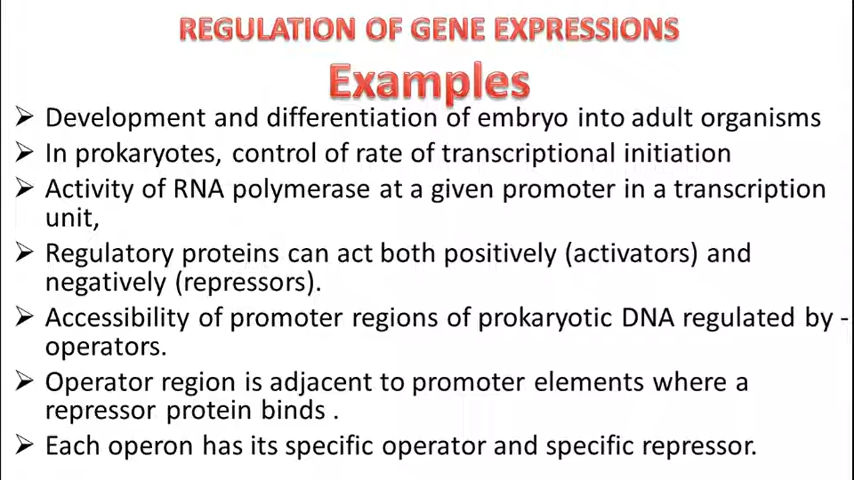 REGULATION OF GENE EXPRESSIONS
Examples
➢ Development and differentiation of embryo into adult organisms
➢ In prokaryotes, control of rate of transcriptional initiation
➢ Activity of RNA polymerase at a given promoter in a transcription
unit,
➢ Regulatory proteins can act both positively (activators) and
negatively (repressors).
➢ Accessibility of promoter regions of prokaryotic DNA regulated by -
operators.
➢ Operator region is adjacent to promoter elements where a
repressor protein binds .
➢ Each operon has its specific operator and specific repressor.